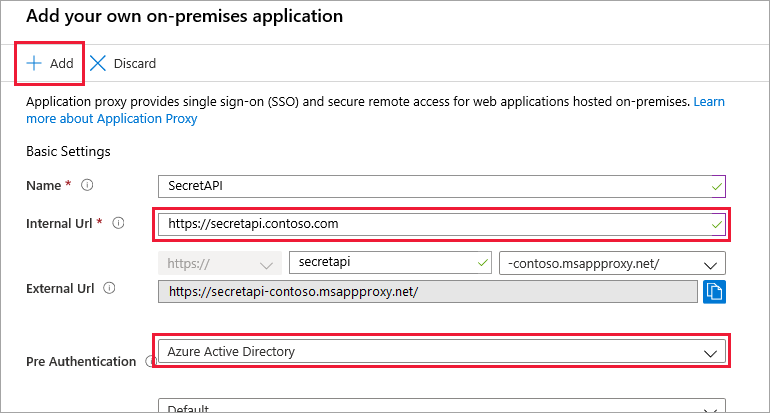 Add your own on-premises application
Add Discard
Application proxy provides single sign-on (SSO) and secure remote access for web applications hosted on-premises. Learn
more about Application Proxy
Basic Settings
Name *
SecretAPI
Internal Url *
https://secretapi.contoso.com
https://
secretapi
-contoso.msappproxy.net/
External Url
https://secretapi-contoso.msappproxy.net/
Pre Authentication
Azure Active Directory
Default